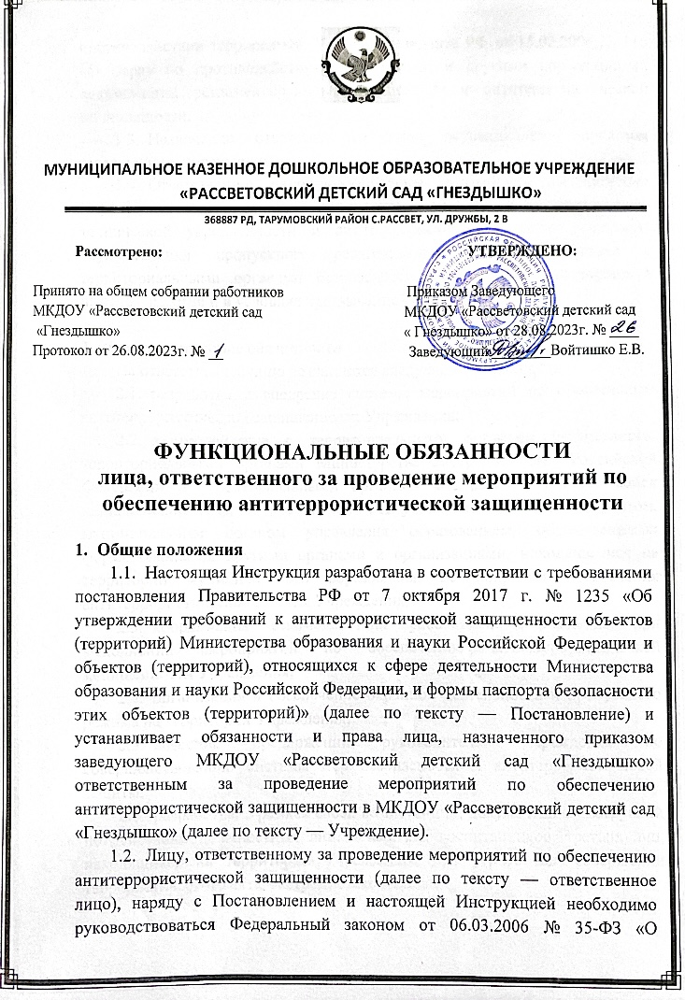 МУНИЦИПАЛЬНОЕ КАЗЕННОЕ ДОШКОЛЬНОЕ ОБРАЗОВАТЕЛЬНОЕ УЧРЕЖДЕНИЕ
«РАССВЕТОВСКИЙ ДЕТСКИЙ САД «ГНЕЗДЫШКО»
368887 РД, ТАРУМОВСКИЙ РАЙОН С.РАССВЕТ, УЛ. ДРУЖБЫ, 2 В
Рассмотрено: УТВЕРЖДЕНО:
Принято на общем собрании работников Приказом Заведующего
МКДОУ «Рассветовский детский сад МКДОУ «Рассветовский детский сад
«Гнездышко» « Гнездышко» от 28.08.2023г. № 26
Протокол от 26.08.2023г. № 1 Заведующий Войтишко Е.В.
ФУНКЦИОНАЛЬНЫЕ ОБЯЗАННОСТИ
лица, ответственного за проведение мероприятий по
обеспечению антитеррористической защищенности
1. Общие положения
1.1. Настоящая Инструкция разработана в соответствии с требованиями
постановления Правительства РФ от 7 октября 2017 г. № 1235 «Об
утверждении требований к антитеррористической защищенности объектов
(территорий) Министерства образования и науки Российской Федерации и
объектов (территорий), относящихся к сфере деятельности Министерства
образования и науки Российской Федерации, и формы паспорта безопасности
этих объектов (территорий)» (далее по тексту — Постановление) и
устанавливает обязанности и права лица, назначенного приказом
заведующего МКДОУ «Рассветовский детский сад «Гнездышко»
ответственным за проведение мероприятий по обеспечению
антитеррористической защищенности в МКДОУ «Рассветовский детский сад
«Гнездышко» (далее по тексту — Учреждение).
1.2. Лицу, ответственному за проведение мероприятий по обеспечению
антитеррористической защищенности (далее по тексту — ответственное
лицо), наряду с Постановлением и настоящей Инструкцией необходимо
руководствоваться Федеральный законом от 06.03.2006 № 35-ФЗ «О